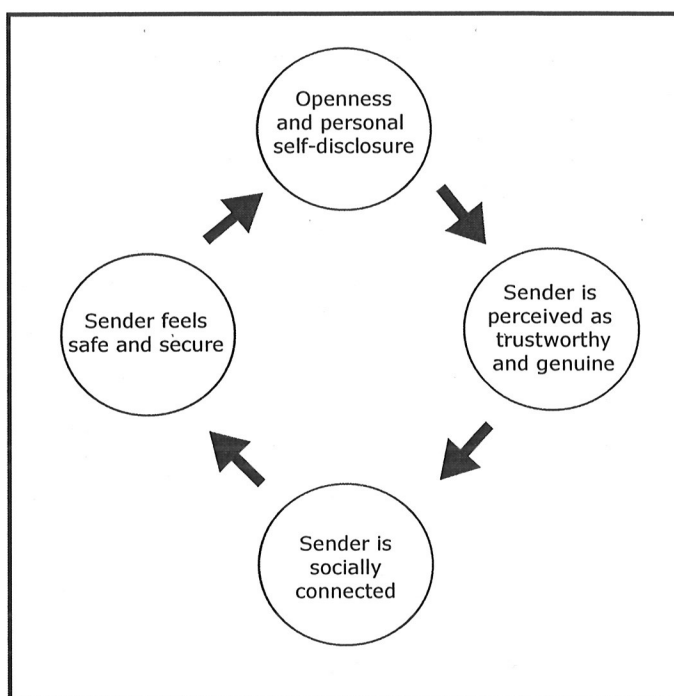 Openness
and personal
self-disclosure
Sender is
perceived as
trustworthy
and genuine
Sender is
socially
connected
Sender feels
safe and secure